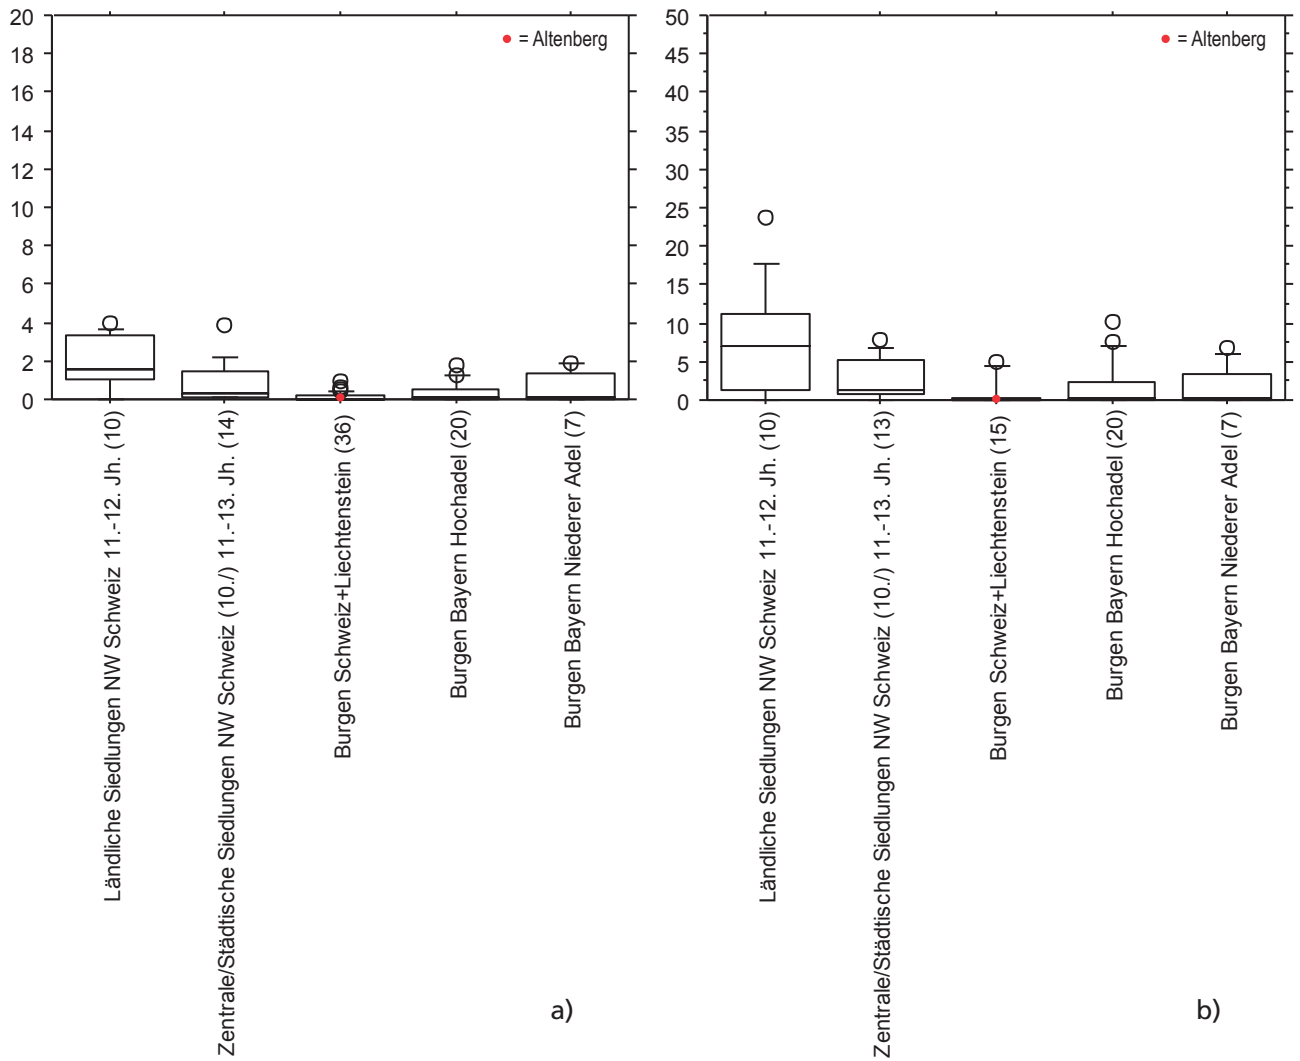 20
18
16
14
12
10
8
6
4
2
0
= Altenberg
Ländliche Siedlungen NW Schweiz 11.-12. Jh. (10)
Zentrale/Städtische Siedlungen NW Schweiz (10./) 11.-13. Jh. (14)
Burgen Schweiz+Liechtenstein (36)
Burgen Bayern Hochadel (20)
Burgen Bayern Niederer Adel (7)
a)
50
45
40
35
30
25
20
15
10
5
0
= Altenberg
Ländliche Siedlungen NW Schweiz 11.-12. Jh. (10)
Zentrale/Städtische Siedlungen NW Schweiz (10./) 11.-13. Jh. (13)
Burgen Schweiz+Liechtenstein (15)
Burgen Bayern Hochadel (20)
Burgen Bayern Niederer Adel (7)
b)